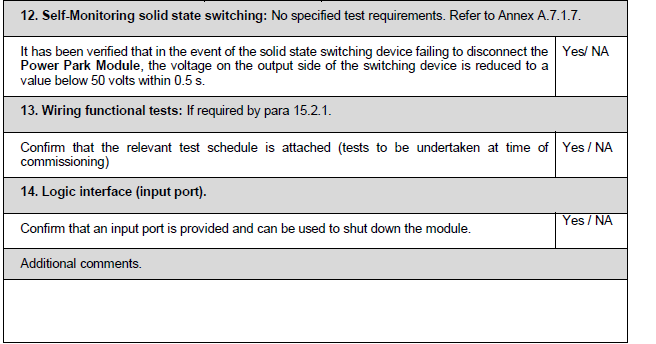 12. Self-Monitoring solid state switching: No specified test requirements. Refer to Annex A.7.1.7.
It has been verified that in the event of the solid state switching device failing to disconnect the
Power Park Module, the voltage on the output side of the switching device is reduced to a
value below 50 volts within 0.5 s.
Yes/ NA
13. Wiring functional tests: If required by para 15.2.1.
Confirm that the relevant test schedule is attached (tests to be undertaken at time of
commissioning)
Yes / NA
14. Logic interface (input port).
Confirm that an input port is provided and can be used to shut down the module.
Yes / NA
Additional comments.